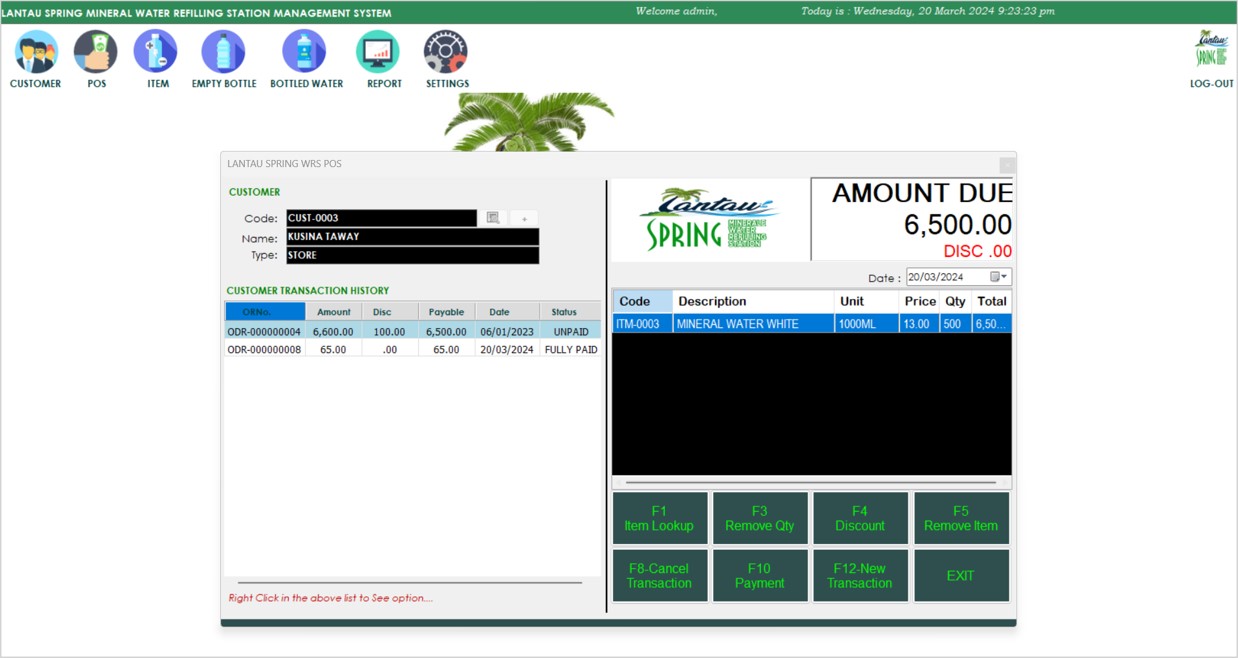 LANTAU SPRING MINERAL WATER REFILLING STATION MANAGEMENT SYSTEM Welcome admin, Today is : Wednesday, 20 March 2024 9:23:23 pm
CUSTOMER POS ITEM EMPTY BOTTLE BOTTLED WATER REPORT SETTINGS
Lantau
SPRING
LOG-OUT
LANTAU SPRING WRS POS
CUSTOMER
Code: CUST-0003 +
Name: KUSINA TAWAY
Type: STORE
CUSTOMER TRANSACTION HISTORY
ORNo. Amount Disc Payable Date Status
ODR-000000004 6,600.00 100.00 6,500.00 06/01/2023 UNPAID
ODR-000000008 65.00 .00 65.00 20/03/2024 FULLY PAID
Right Click in the above list to See option....
Lantau
SPRING
MINERALE
WATER
REFILLING
STATION
AMOUNT DUE
6,500.00
DISC .00
Date : 20/03/2024
Code Description Unit Price Qty Total
ITM-0003 MINERAL WATER WHITE 1000ML 13.00 500 6,50...
F1
Item Lookup
F3
Remove Qty
F4
Discount
F5
Remove Item
F8-Cancel
Transaction
F10
Payment
F12-New
Transaction
EXIT